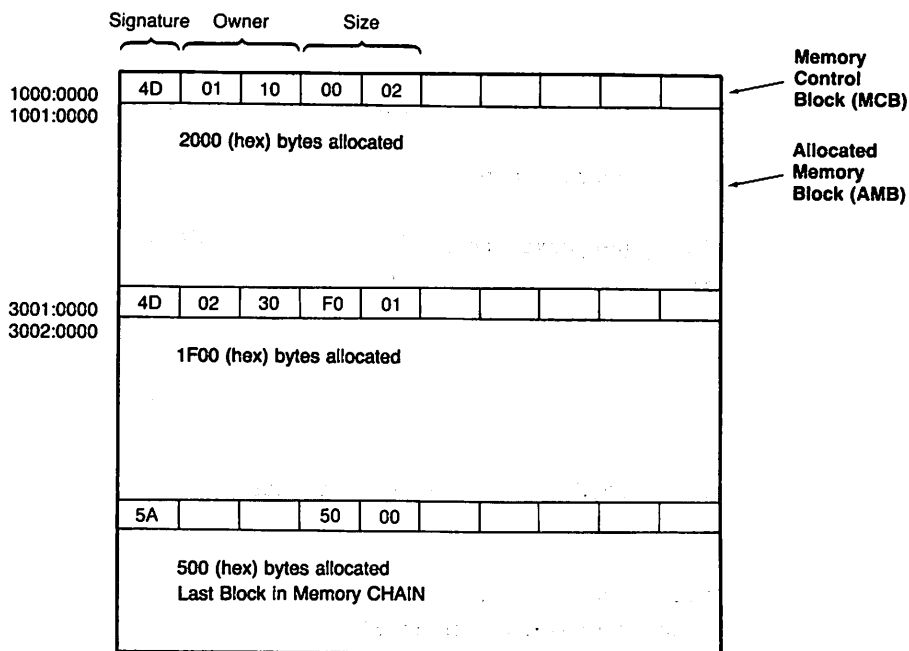 Signature Owner Size
1000:0000 4D 01 10 00 02
Memory
Control
Block (MCB)
1001:0000
2000 (hex) bytes allocated
Allocated
Memory
Block (AMB)
3001:0000 4D 02 30 F0 01
3002:0000
1F00 (hex) bytes allocated
5A 50 00
500 (hex) bytes allocated
Last Block in Memory CHAIN